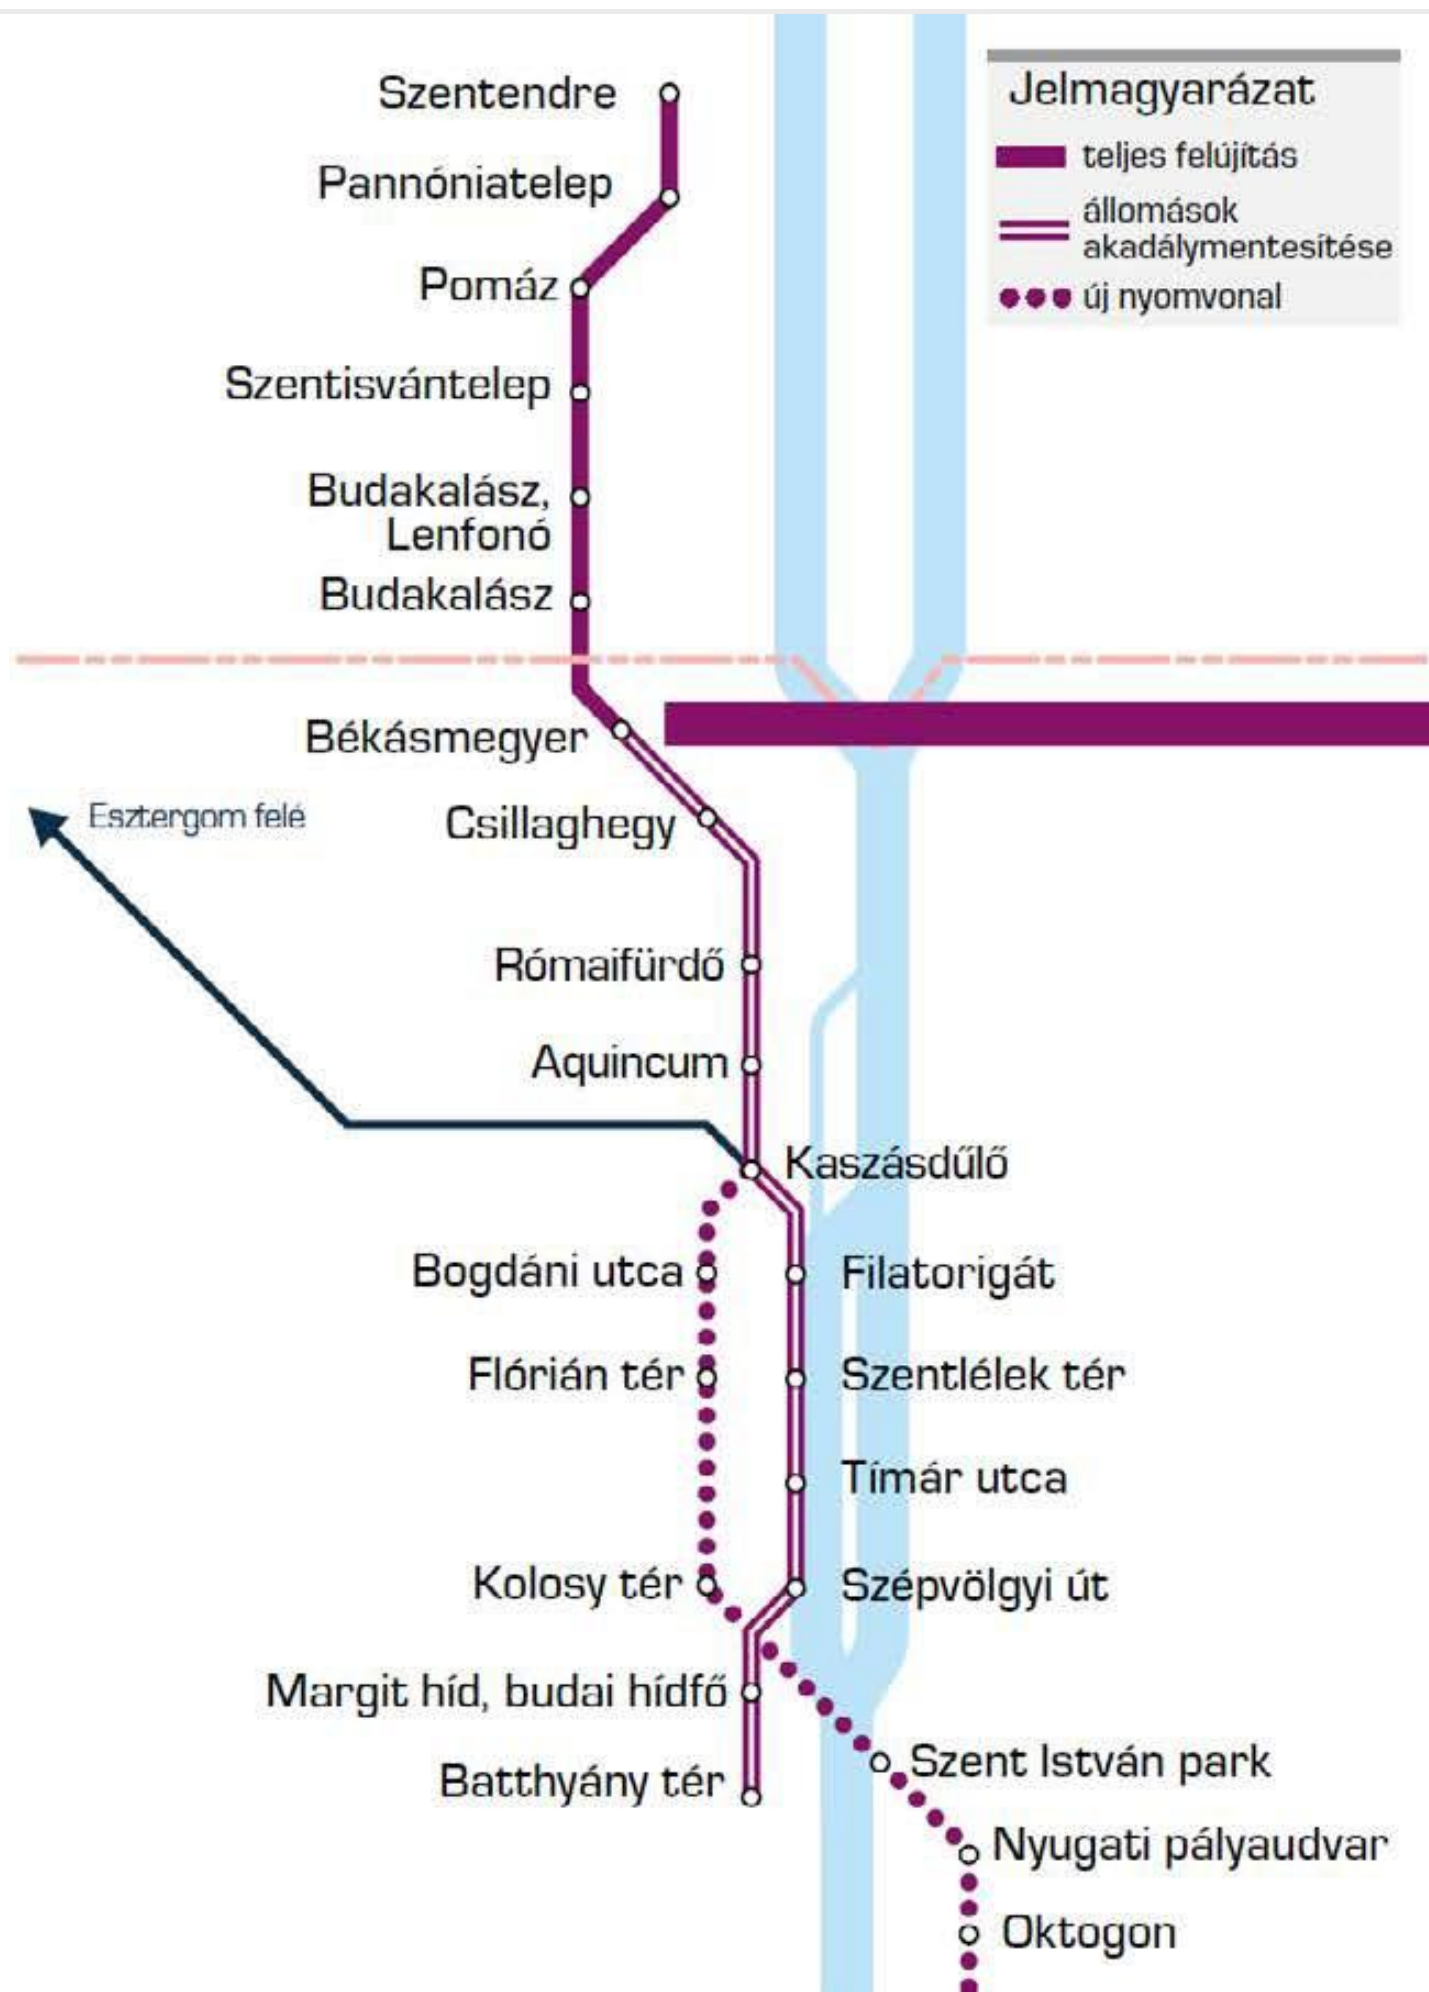 Szentendre
Pannóniatelep
Pomáz
Szentisvántelep
Budakalász,
Lenfonó
Budakalász
Békásmegyer
Csillaghegy
Esztergom felé
Rómaifürdő
Aquincum
Kaszásdűlő
Bogdáni utca
Filatorigát
Flórián tér
Szentlélek tér
Tímár utca
Kolosy tér
Szépvölgyi út
Margit híd, budai hídfő
Batthyány tér
Szent István park
Nyugati pályaudvar
Oktogon
Jelmagyarázat
teljes felújítás
állomások
akadálymentesítése
új nyomvonal